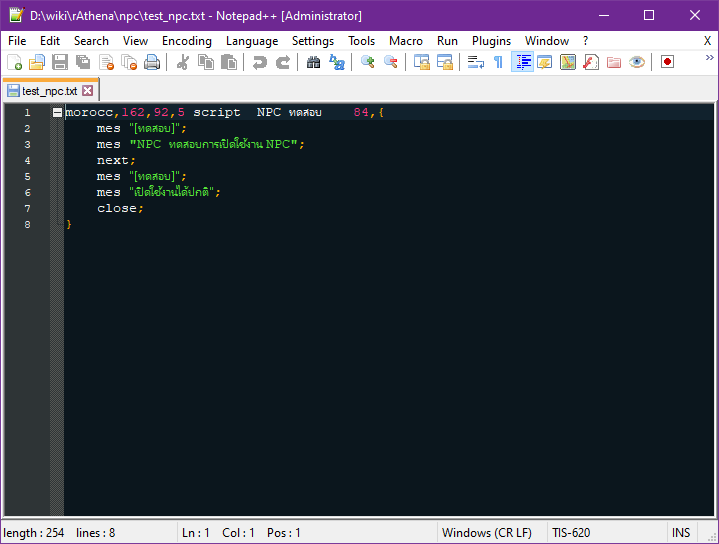 D:\wiki\rAthena\npc\test_npc.txt - Notepad++ [Administrator]
File Edit Search View Encoding Language Settings Tools Macro Run Plugins Window ? X
test_npc.txt
1 morocc,162,92,5 script NPC ทดสอบ 84,{
2 mes "[ทดสอบ]";
3 mes "NPC ทดสอบการเปิดใช้งาน NPC";
4 next;
5 mes "[ทดสอบ]";
6 mes "เปิดใช้งานได้ปกติ";
7 close;
8 }
length : 254 lines : 8 Ln : 1 Col : 1 Pos : 1 Windows (CR LF) TIS-620 INS